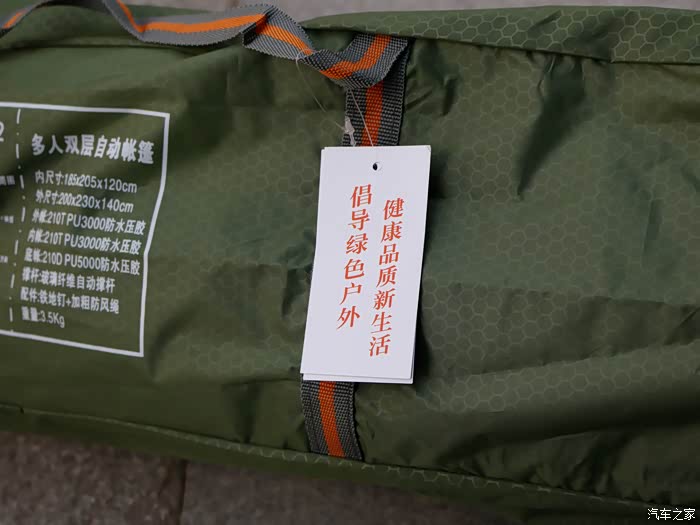 2
多人双层自动帐篷
内尺寸:185x205x120cm
外尺寸:200x230x140cm
外帐:210T PU3000防水压胶
内帐:210T PU3000防水压胶
底帐:210D PU5000防水压胶
撑杆:玻璃纤维自动撑杆
配件:铁地钉+加粗防风绳
重量:3.5Kg
倡导绿色户外
健康品质新生活
汽车之家